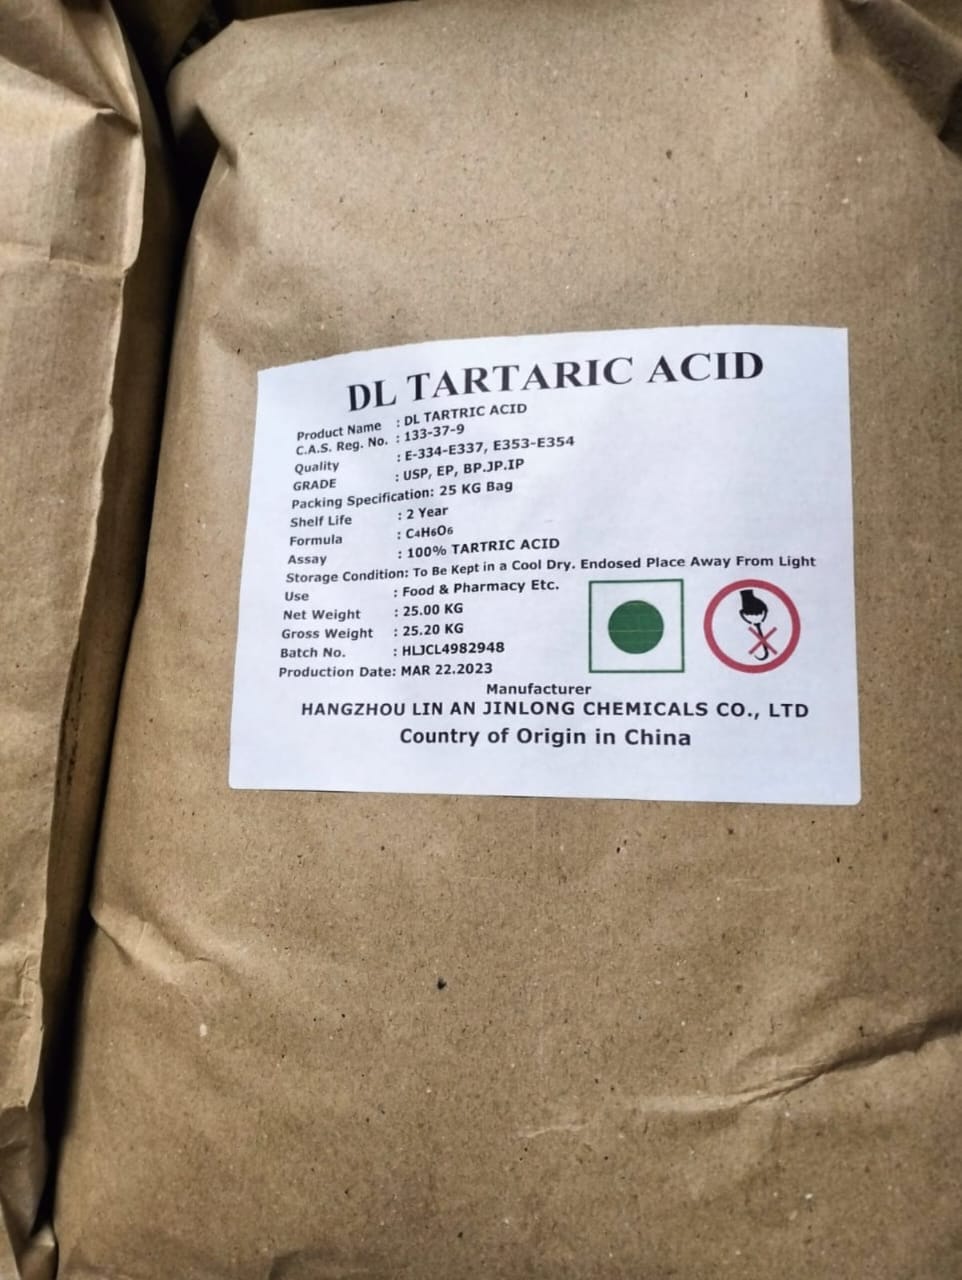 DL TARTARIC ACID
Product Name : DL TARTRIC ACID
C.A.S. Reg. No. : 133-37-9
Quality : E-334-E337, E353-E354
GRADE : USP, EP, BP.JP.IP
Packing Specification: 25 KG Bag
Shelf Life : 2 Year
Formula : C4H6O6
Assay : 100% TARTRIC ACID
Storage Condition: To Be Kept in a Cool Dry. Endosed Place Away From Light
Use : Food & Pharmacy Etc.
Net Weight : 25.00 KG
Gross Weight : 25.20 KG
Batch No. : HLJCL4982948
Production Date: MAR 22.2023
Manufacturer
HANGZHOU LIN AN JINLONG CHEMICALS CO., LTD
Country of Origin in China